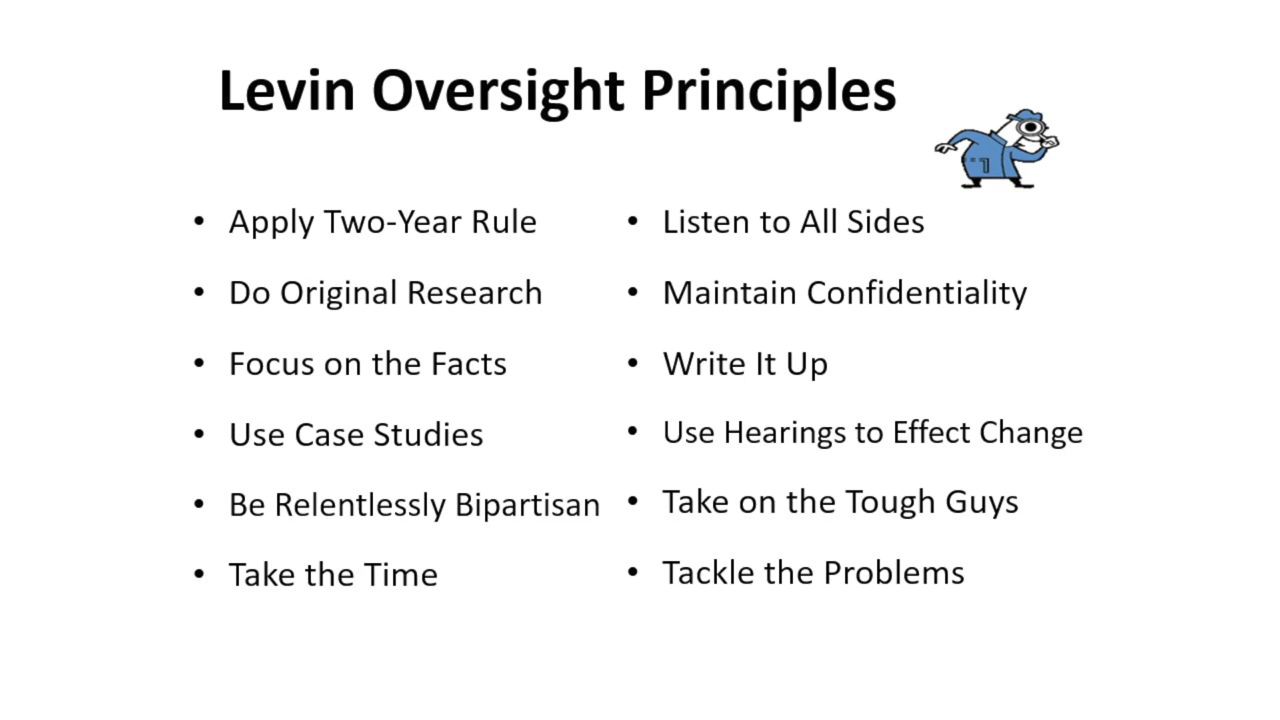 Levin Oversight Principles
• Apply Two-Year Rule
• Do Original Research
• Focus on the Facts
• Use Case Studies
• Be Relentlessly Bipartisan
• Take the Time
• Listen to All Sides
• Maintain Confidentiality
• Write It Up
• Use Hearings to Effect Change
• Take on the Tough Guys
• Tackle the Problems